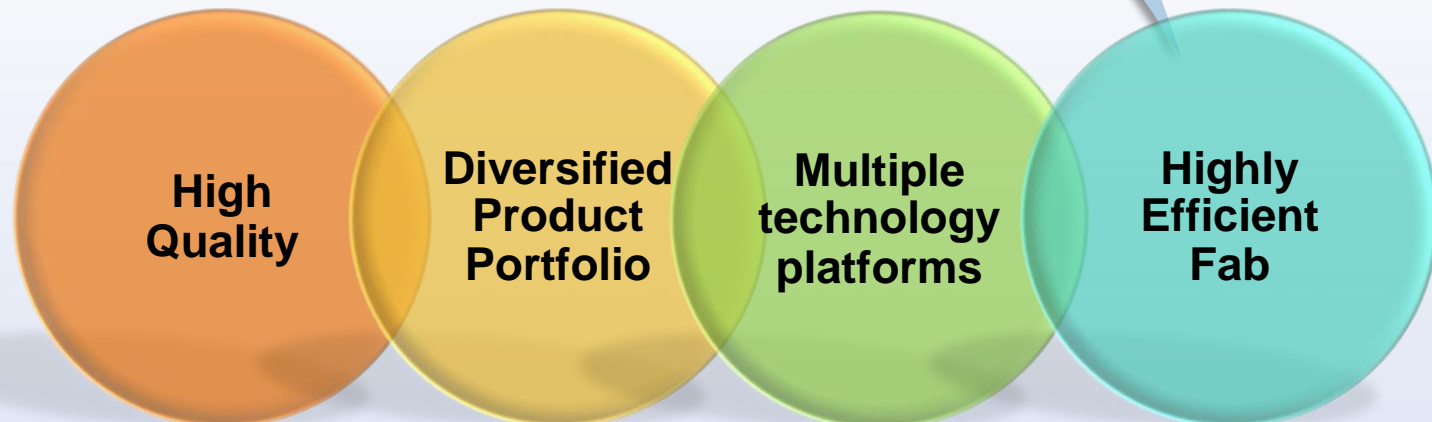 High
Quality
Diversified
Product
Portfolio
Multiple
technology
platforms
Highly
Efficient
Fab